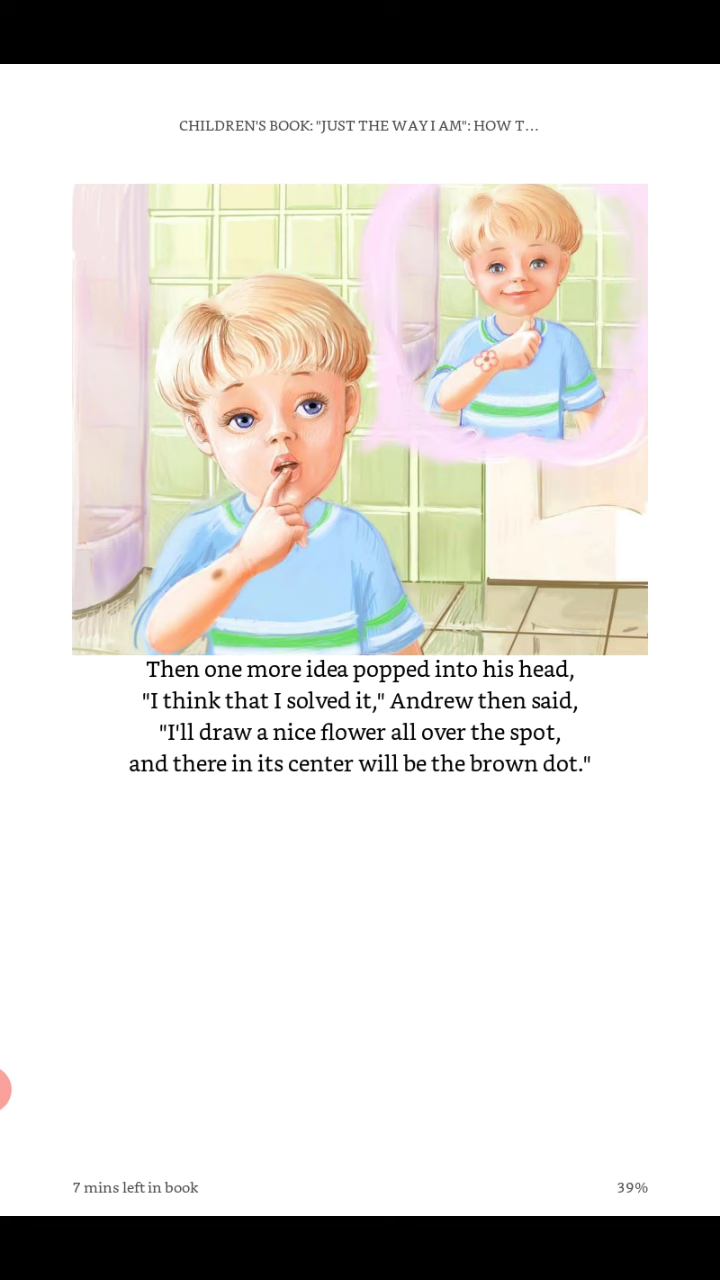 CHILDREN'S BOOK: "JUST THE WAY I AM": HOW T...
Then one more idea popped into his head,
"I think that I solved it," Andrew then said,
"I'll draw a nice flower all over the spot,
and there in its center will be the brown dot."
7 mins left in book
39%